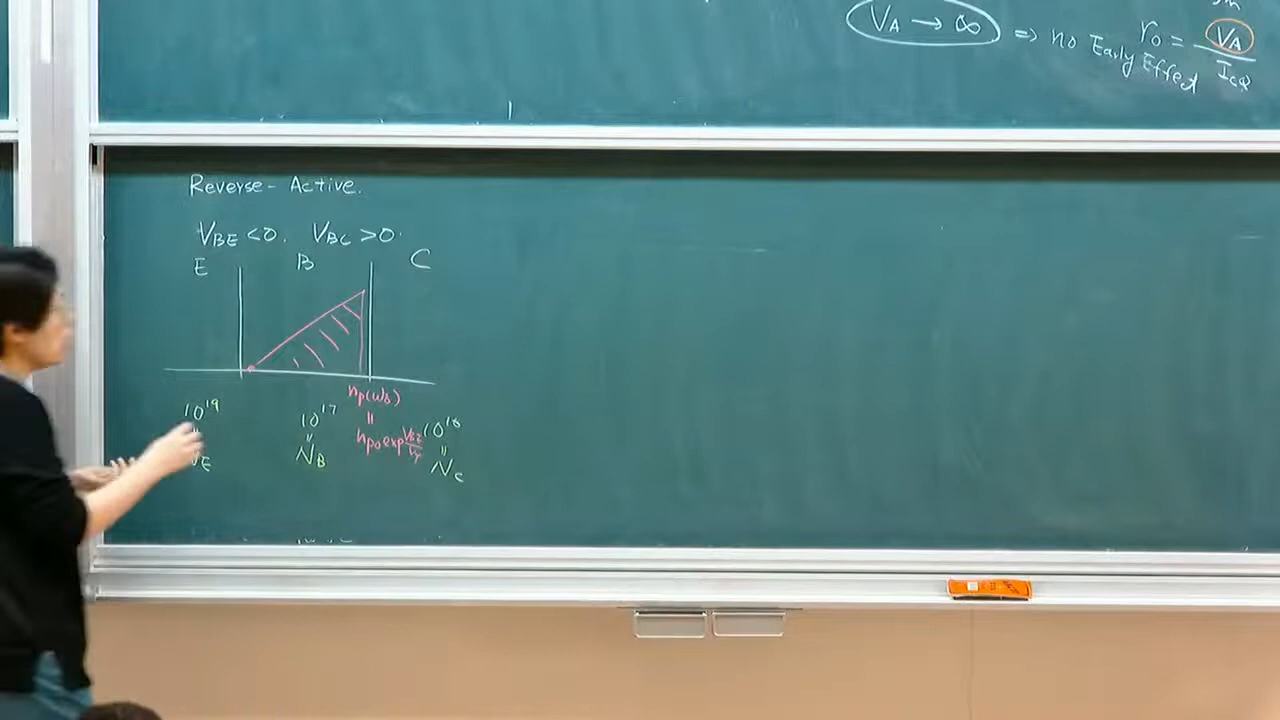 V_A → ∞ ⇒ no Early Effect
r_o = V_A / I_CQ
Reverse-Active.
V_BE < 0. V_BC > 0.
E B C
n_p(W_B)
=
n_p0 exp V_BC/V_T
10^19 10^17 10^16
= = =
N_E N_B N_C